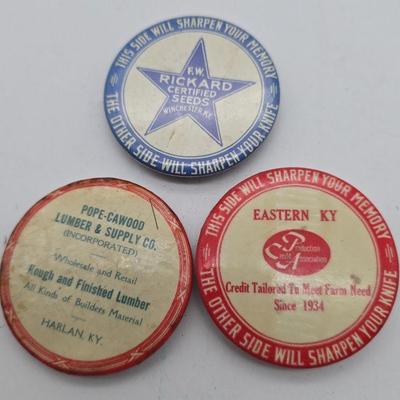 THIS SIDE WILL SHARPEN YOUR MEMORY
F.W.
RICKARD
CERTIFIED
SEEDS
WINCHESTER, KY.
THE OTHER SIDE WILL SHARPEN YOUR KNIFE
POPE-CAWOOD
LUMBER & SUPPLY CO.
(INCORPORATED)
Wholesale and Retail
Rough and Finished Lumber
All Kinds of Builders Material
HARLAN, KY.
THIS SIDE WILL SHARPEN YOUR MEMORY
EASTERN KY
Production
Credit
Association
Credit Tailored To Meet Farm Need
Since 1934
THE OTHER SIDE WILL SHARPEN YOUR KNIFE